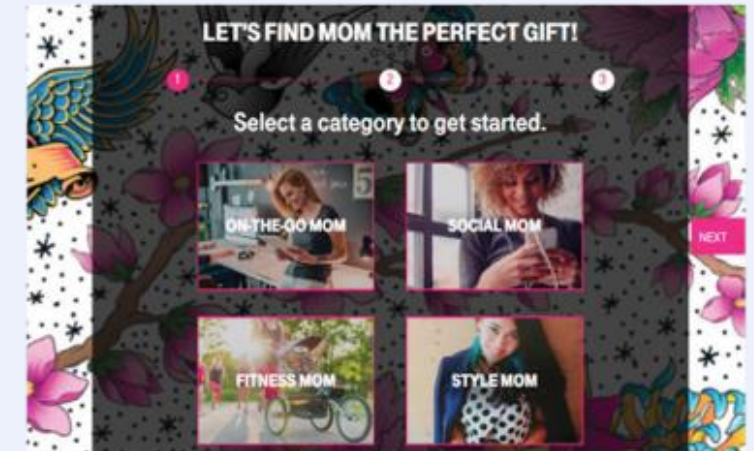 LET'S FIND MOM THE PERFECT GIFT!
1 2 3
Select a category to get started.
ON-THE-GO MOM SOCIAL MOM
NEXT
FITNESS MOM STYLE MOM